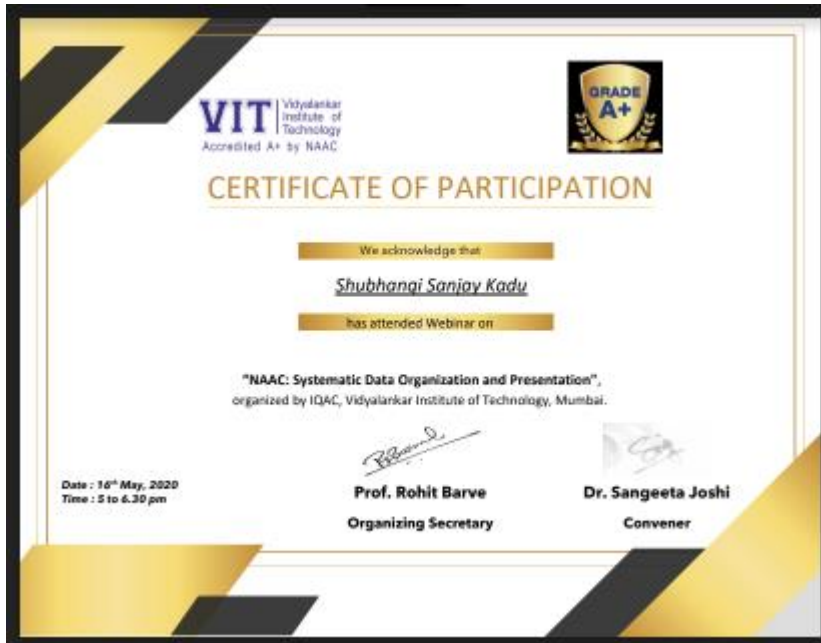 VIT
Vidyalankar
Institute of
Technology
Accredited A+ by NAAC
GRADE
A+
CERTIFICATE OF PARTICIPATION
We acknowledge that
Shubhangi Sanjay Kadu
has attended Webinar on
"NAAC: Systematic Data Organization and Presentation",
organized by IQAC, Vidyalankar Institute of Technology, Mumbai.
Date : 16th May, 2020
Time : 5 to 6.30 pm
Prof. Rohit Barve
Organizing Secretary
Dr. Sangeeta Joshi
Convener